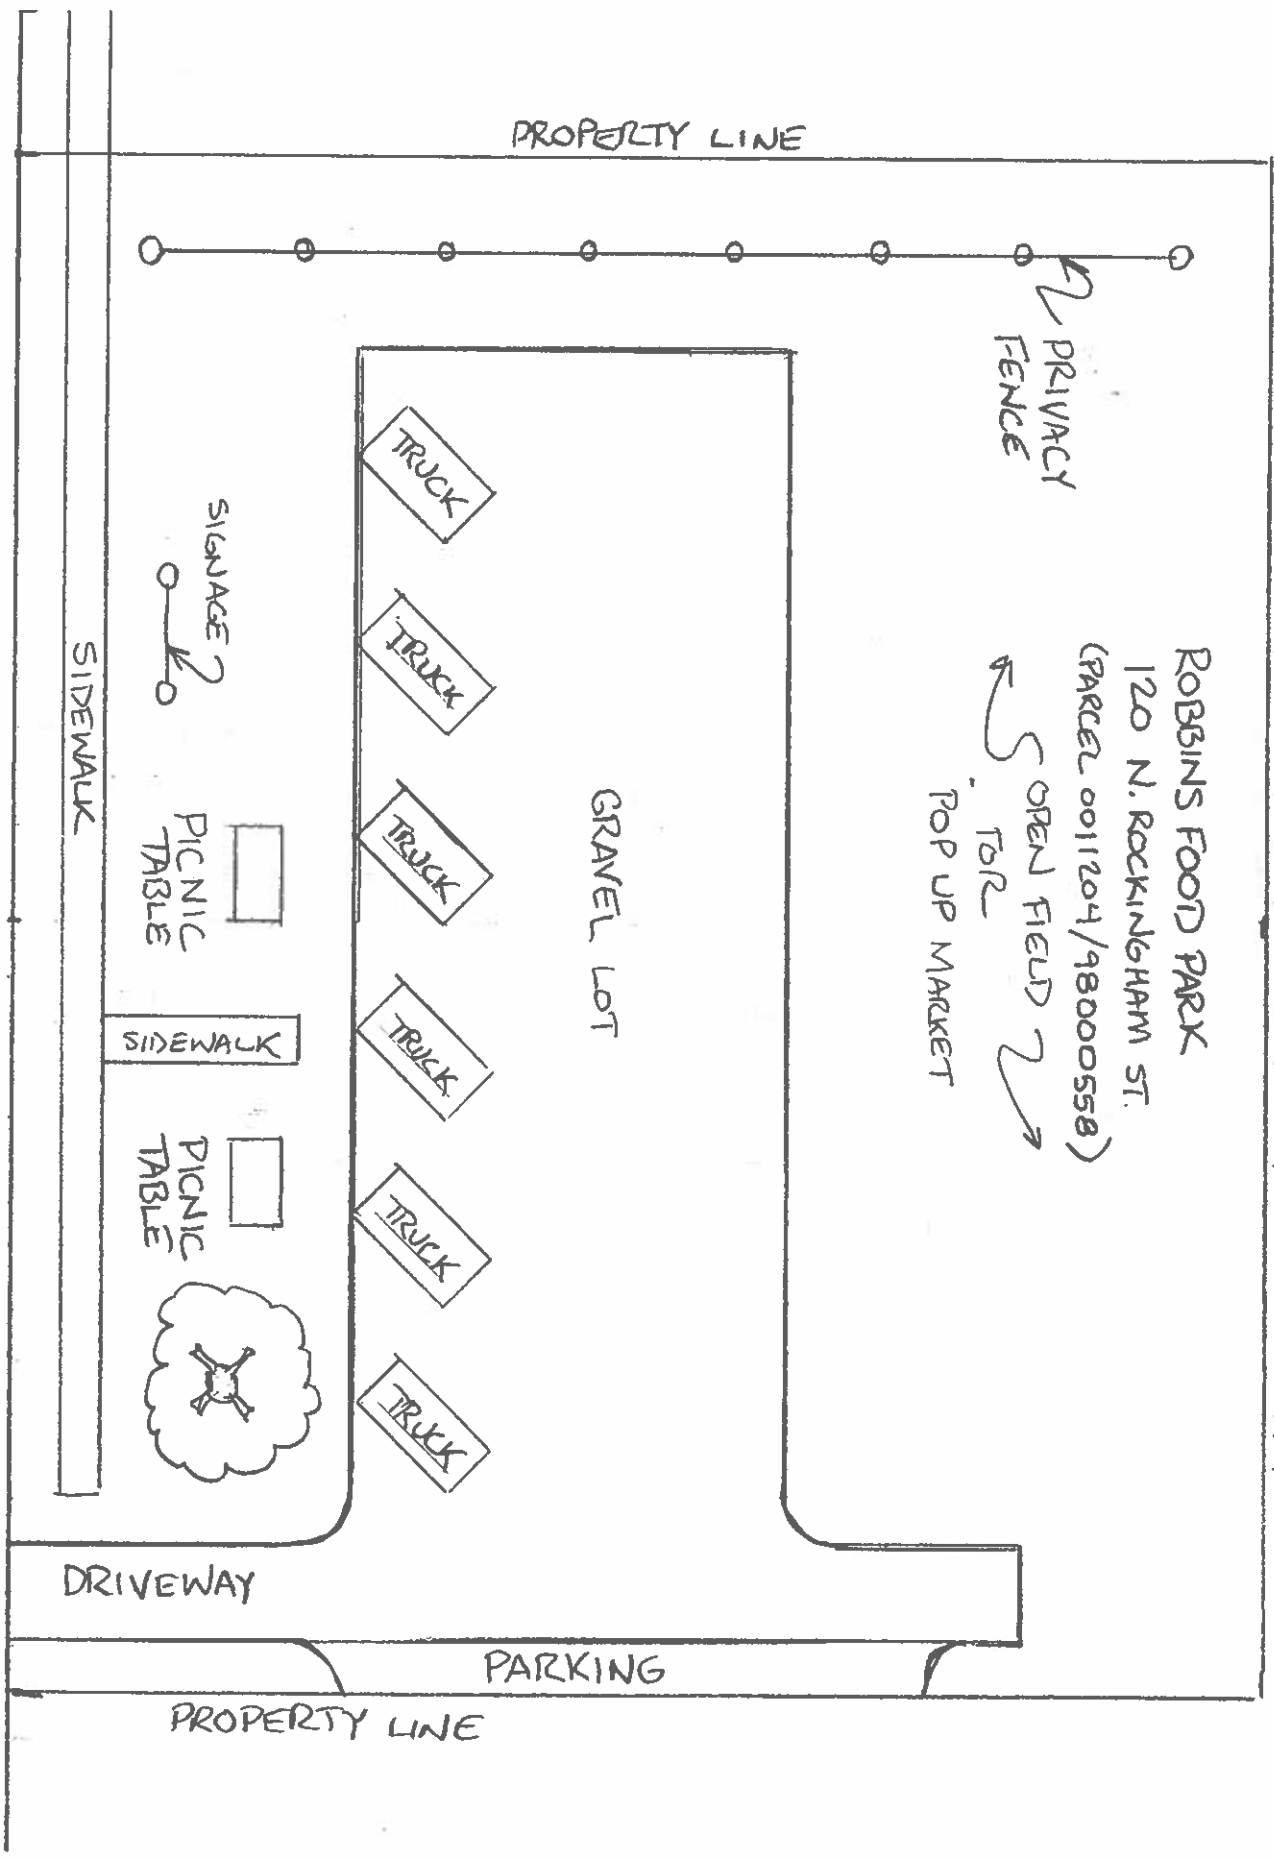 ROBBINS FOOD PARK
120 N. ROCKINGHAM ST.
(PARCEL 0011204/98000558)
OPEN FIELD
FOR
POP UP MARKET
PRIVACY
FENCE
PROPERTY LINE
GRAVEL LOT
TRUCK
TRUCK
TRUCK
TRUCK
TRUCK
TRUCK
SIGNAGE
PICNIC
TABLE
SIDEWALK
PICNIC
TABLE
SIDEWALK
DRIVEWAY
PARKING
PROPERTY LINE